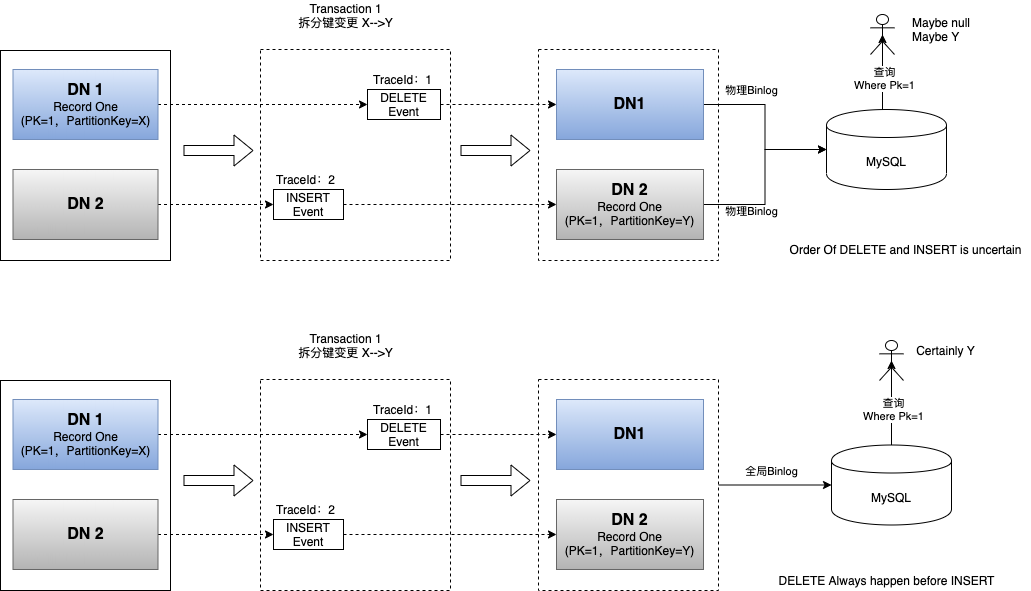 Transaction 1
拆分键变更 X-->Y
DN 1
Record One
(PK=1，PartitionKey=X)
DN 2
TraceId：1
DELETE
Event
TraceId：2
INSERT
Event
DN1
DN 2
Record One
(PK=1，PartitionKey=Y)
物理Binlog
物理Binlog
Maybe null
Maybe Y
查询
Where Pk=1
MySQL
Order Of DELETE and INSERT is uncertain
Transaction 1
拆分键变更 X-->Y
DN 1
Record One
(PK=1，PartitionKey=X)
DN 2
TraceId：1
DELETE
Event
TraceId：2
INSERT
Event
DN1
DN 2
Record One
(PK=1，PartitionKey=Y)
全局Binlog
Certainly Y
查询
Where Pk=1
MySQL
DELETE Always happen before INSERT